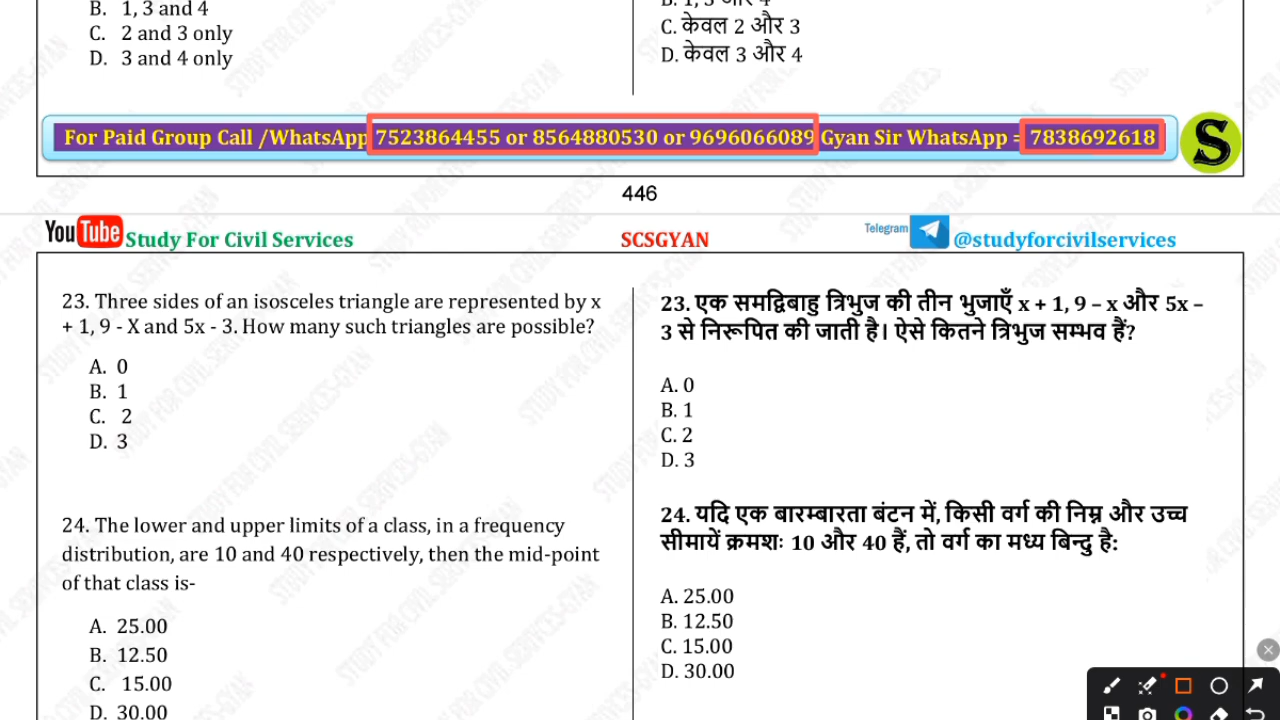 B. 1, 3 and 4
C. 2 and 3 only
D. 3 and 4 only
C. केवल 2 और 3
D. केवल 3 और 4
For Paid Group Call /WhatsApp 7523864455 or 8564880530 or 9696066089 Gyan Sir WhatsApp = 7838692618
S
446
YouTube Study For Civil Services
SCSGYAN
Telegram @studyforcivilservices
23. Three sides of an isosceles triangle are represented by x
+ 1, 9 - X and 5x - 3. How many such triangles are possible?
A. 0
B. 1
C. 2
D. 3
24. The lower and upper limits of a class, in a frequency
distribution, are 10 and 40 respectively, then the mid-point
of that class is-
A. 25.00
B. 12.50
C. 15.00
D. 30.00
23. एक समद्विबाहु त्रिभुज की तीन भुजाएँ x + 1, 9 – x और 5x –
3 से निरूपित की जाती है। ऐसे कितने त्रिभुज सम्भव हैं?
A. 0
B. 1
C. 2
D. 3
24. यदि एक बारम्बारता बंटन में, किसी वर्ग की निम्न और उच्च
सीमायें क्रमशः 10 और 40 हैं, तो वर्ग का मध्य बिन्दु है:
A. 25.00
B. 12.50
C. 15.00
D. 30.00